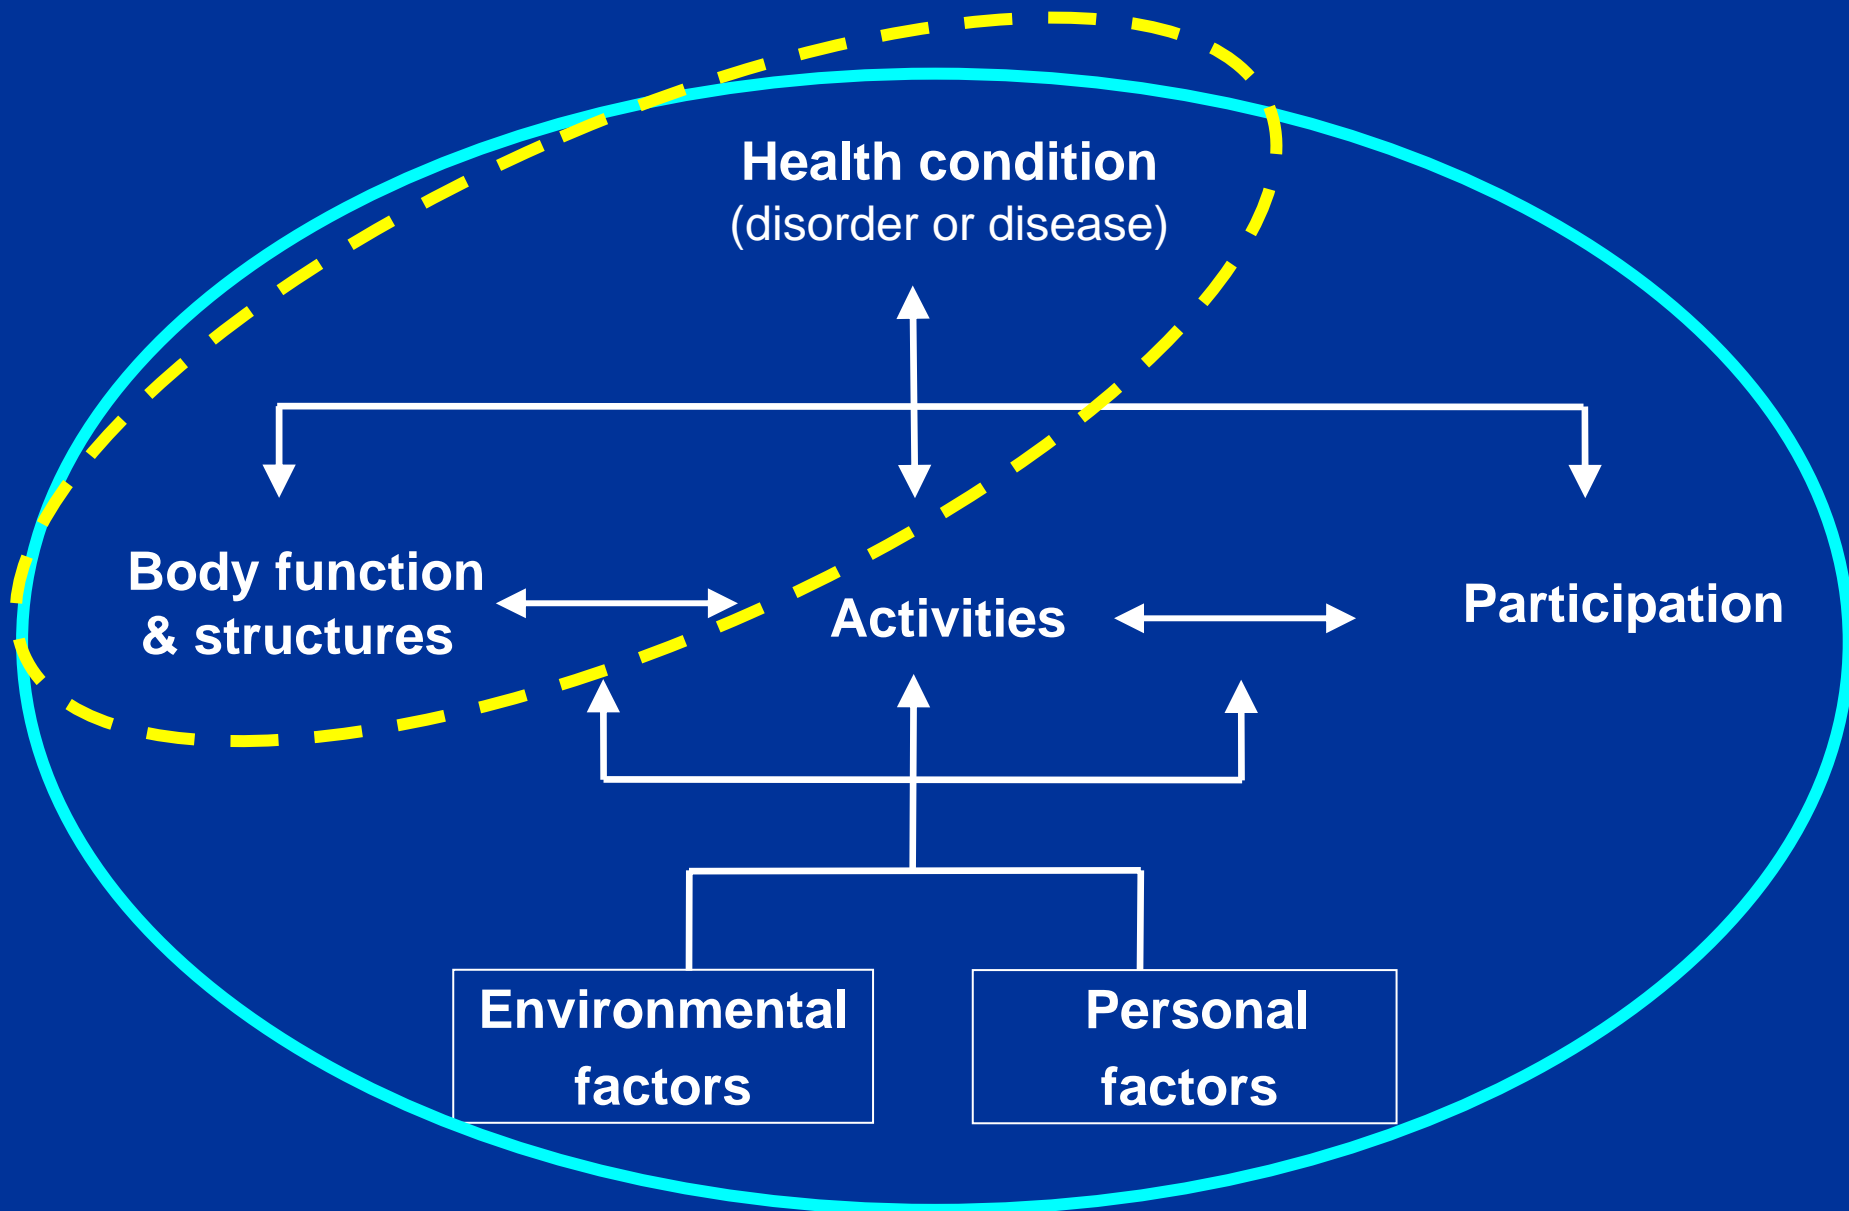 Health condition
(disorder or disease)
Body function
& structures
Activities
Participation
Environmental
factors
Personal
factors